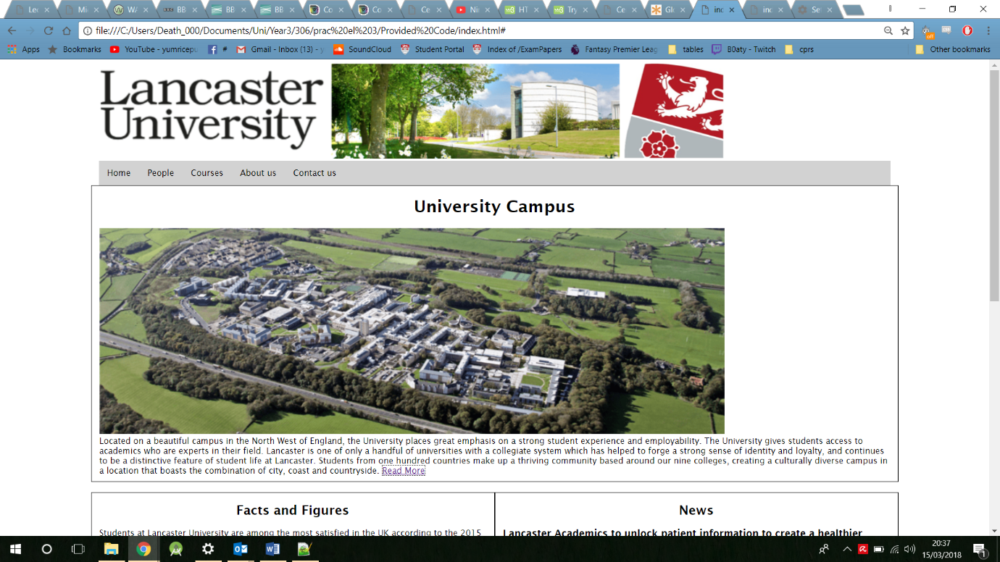 Le
Mi
W/
BB
BB
BB
Co
Co
Ce
Ni
HT
Try
Ce
Gl
inc
inc
Se
file:///C:/Users/Death_000/Documents/Uni/Year3/306/prac%20el%203/Provided%20Code/index.html#
off
Apps Bookmarks YouTube - yumricepu Gmail - Inbox (13) - y SoundCloud Student Portal Index of /ExamPapers Fantasy Premier Leag tables B0aty - Twitch cprs Other bookmarks
Lancaster
University
Home People Courses About us Contact us
University Campus
Located on a beautiful campus in the North West of England, the University places great emphasis on a strong student experience and employability. The University gives students access to
academics who are experts in their field. Lancaster is one of only a handful of universities with a collegiate system which has helped to forge a strong sense of identity and loyalty, and continues
to be a distinctive feature of student life at Lancaster. Students from one hundred countries make up a thriving community based around our nine colleges, creating a culturally diverse campus in
a location that boasts the combination of city, coast and countryside. Read More
Facts and Figures
Students at Lancaster University are among the most satisfied in the UK according to the 2015
News
Lancaster Academics to unlock patient information to create a healthier
20:37
15/03/2018
1